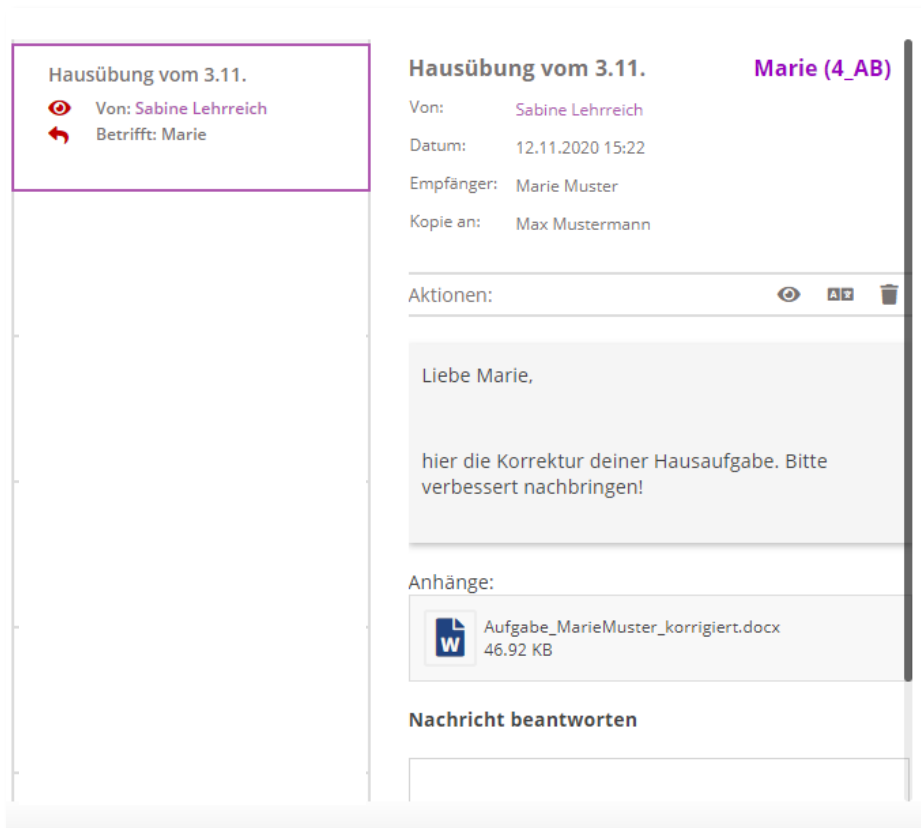 Hausübung vom 3.11.
Von: Sabine Lehrreich
Betrifft: Marie
Hausübung vom 3.11. Marie (4_AB)
Von: Sabine Lehrreich
Datum: 12.11.2020 15:22
Empfänger: Marie Muster
Kopie an: Max Mustermann
Aktionen:
Liebe Marie,
hier die Korrektur deiner Hausaufgabe. Bitte
verbessert nachbringen!
Anhänge:
W
Aufgabe_MarieMuster_korrigiert.docx
46.92 KB
Nachricht beantworten